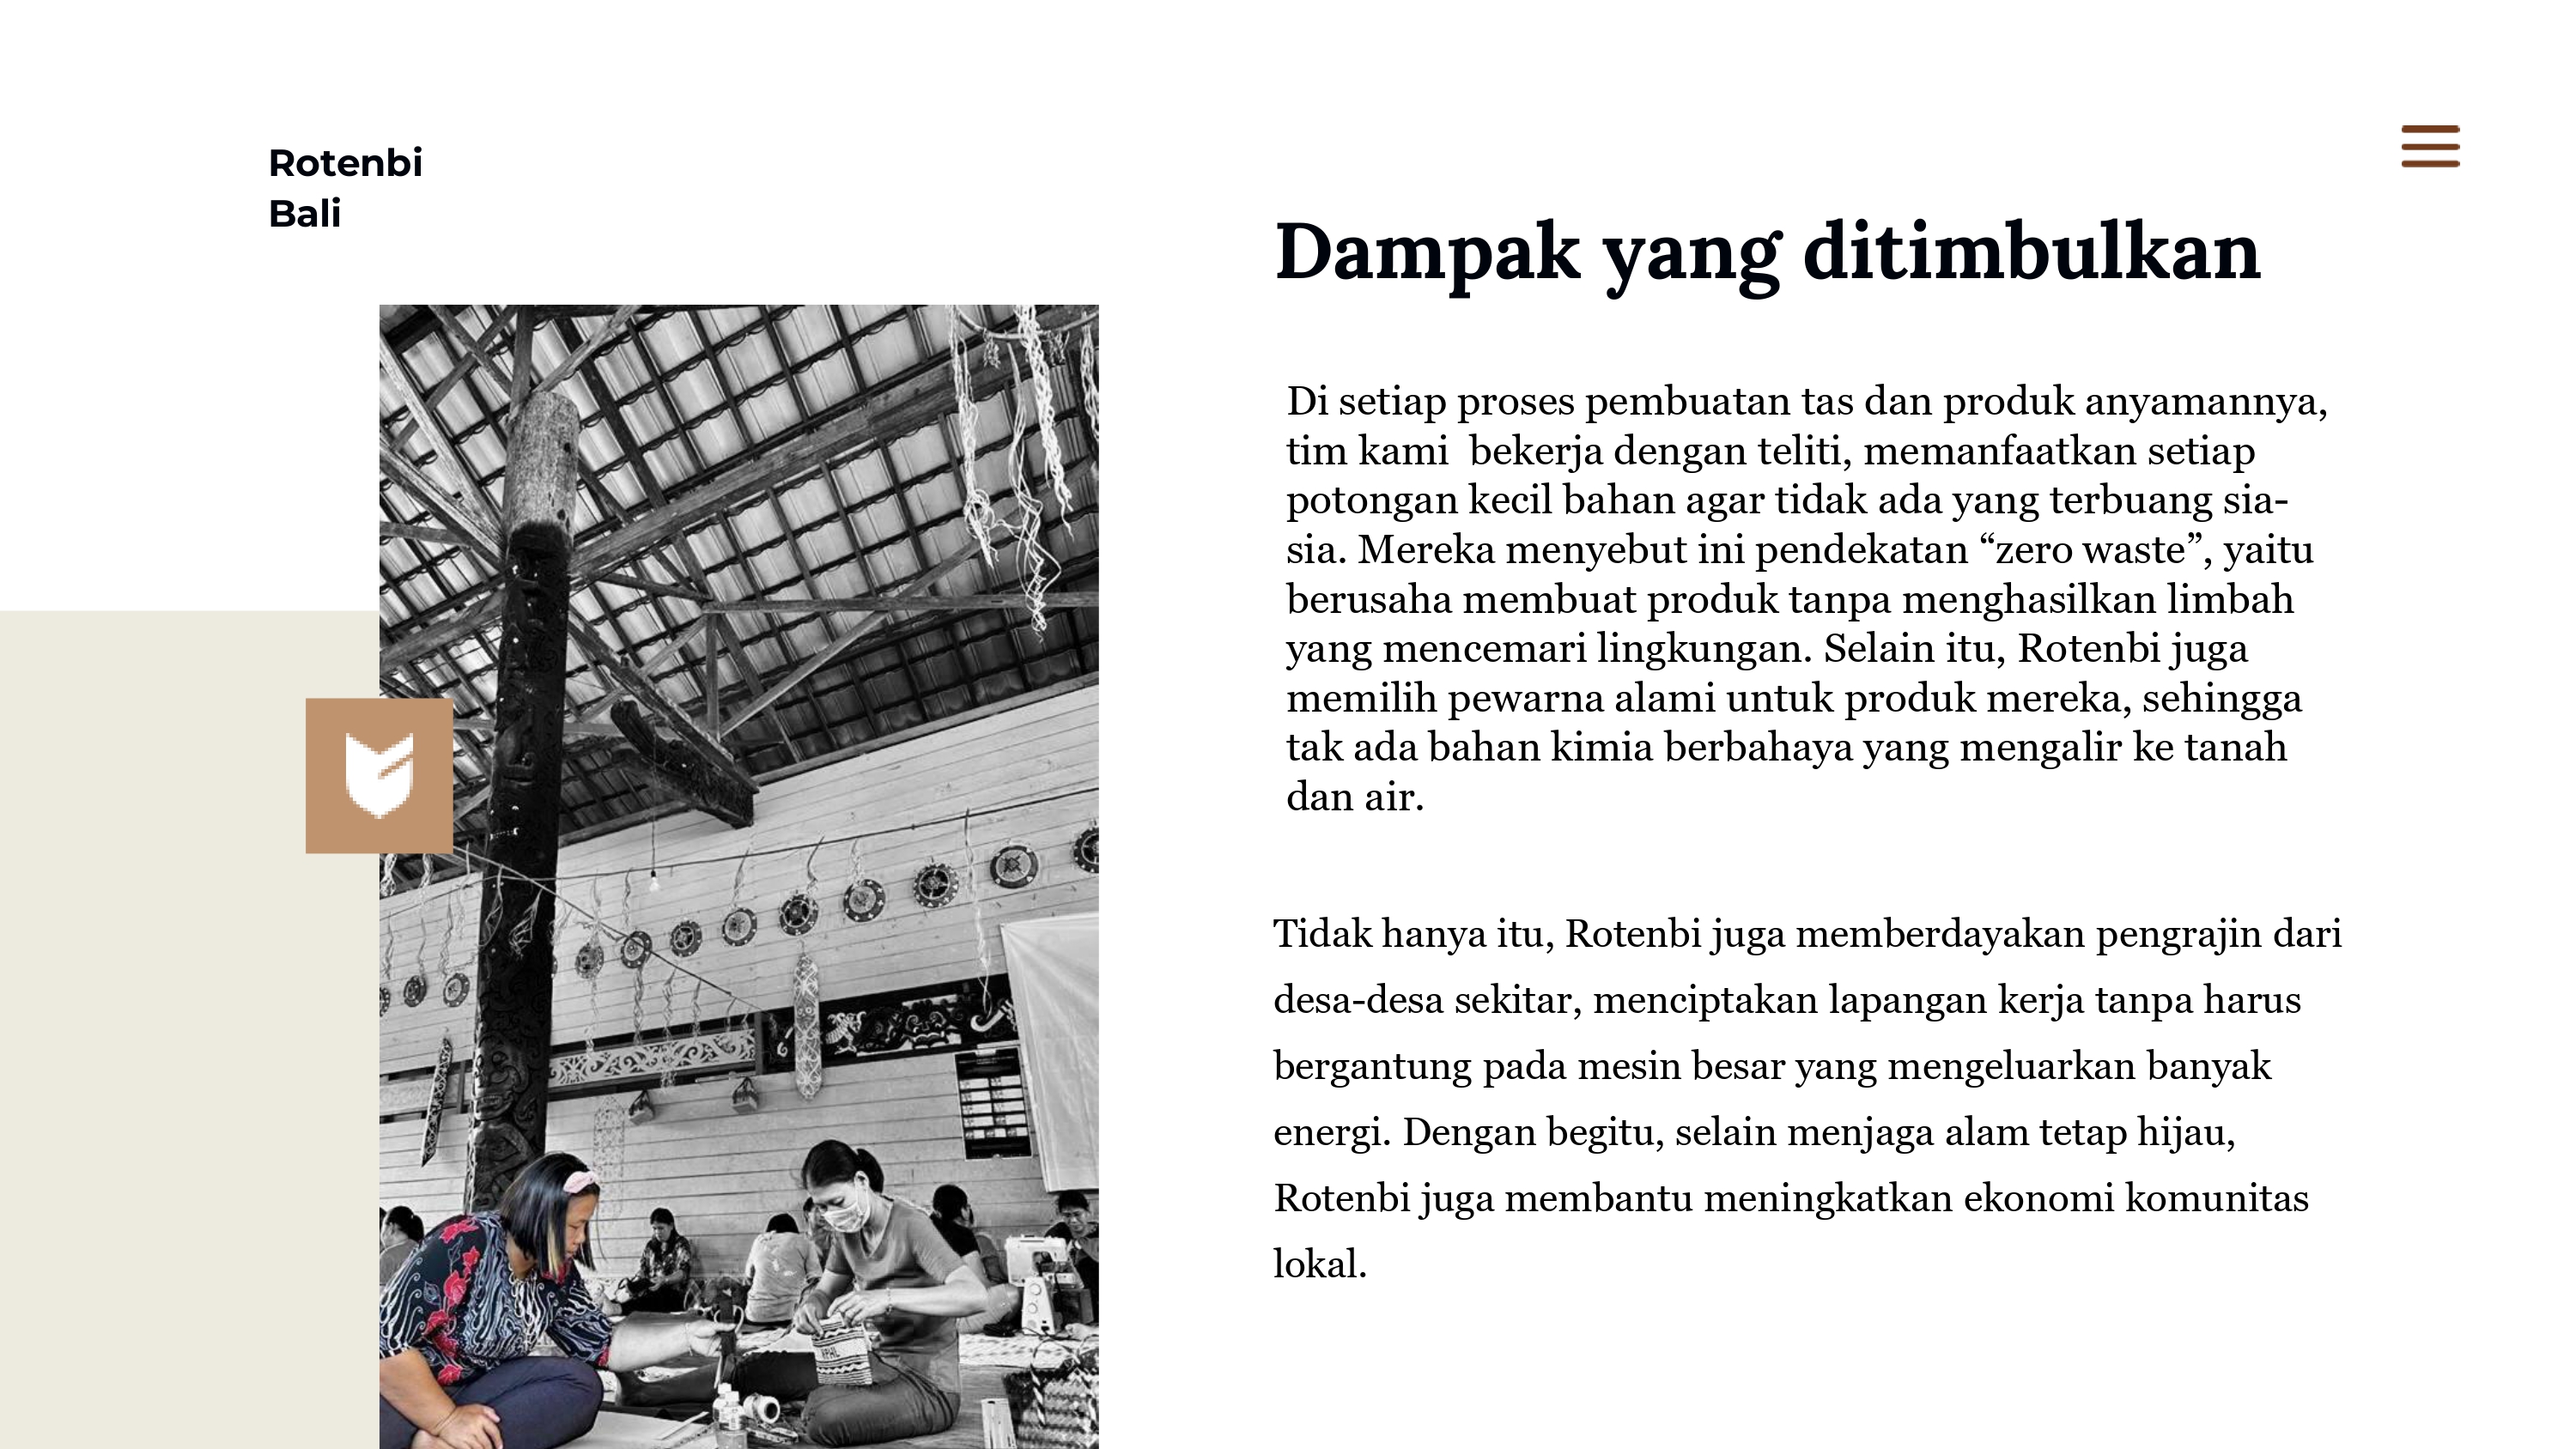 Rotenbi
Bali
Dampak yang ditimbulkan
Di setiap proses pembuatan tas dan produk anyamannya,
tim kami  bekerja dengan teliti, memanfaatkan setiap
potongan kecil bahan agar tidak ada yang terbuang sia-
sia. Mereka menyebut ini pendekatan “zero waste”, yaitu
berusaha membuat produk tanpa menghasilkan limbah
yang mencemari lingkungan. Selain itu, Rotenbi juga
memilih pewarna alami untuk produk mereka, sehingga
tak ada bahan kimia berbahaya yang mengalir ke tanah
dan air.
Tidak hanya itu, Rotenbi juga memberdayakan pengrajin dari
desa-desa sekitar, menciptakan lapangan kerja tanpa harus
bergantung pada mesin besar yang mengeluarkan banyak
energi. Dengan begitu, selain menjaga alam tetap hijau,
Rotenbi juga membantu meningkatkan ekonomi komunitas
lokal.